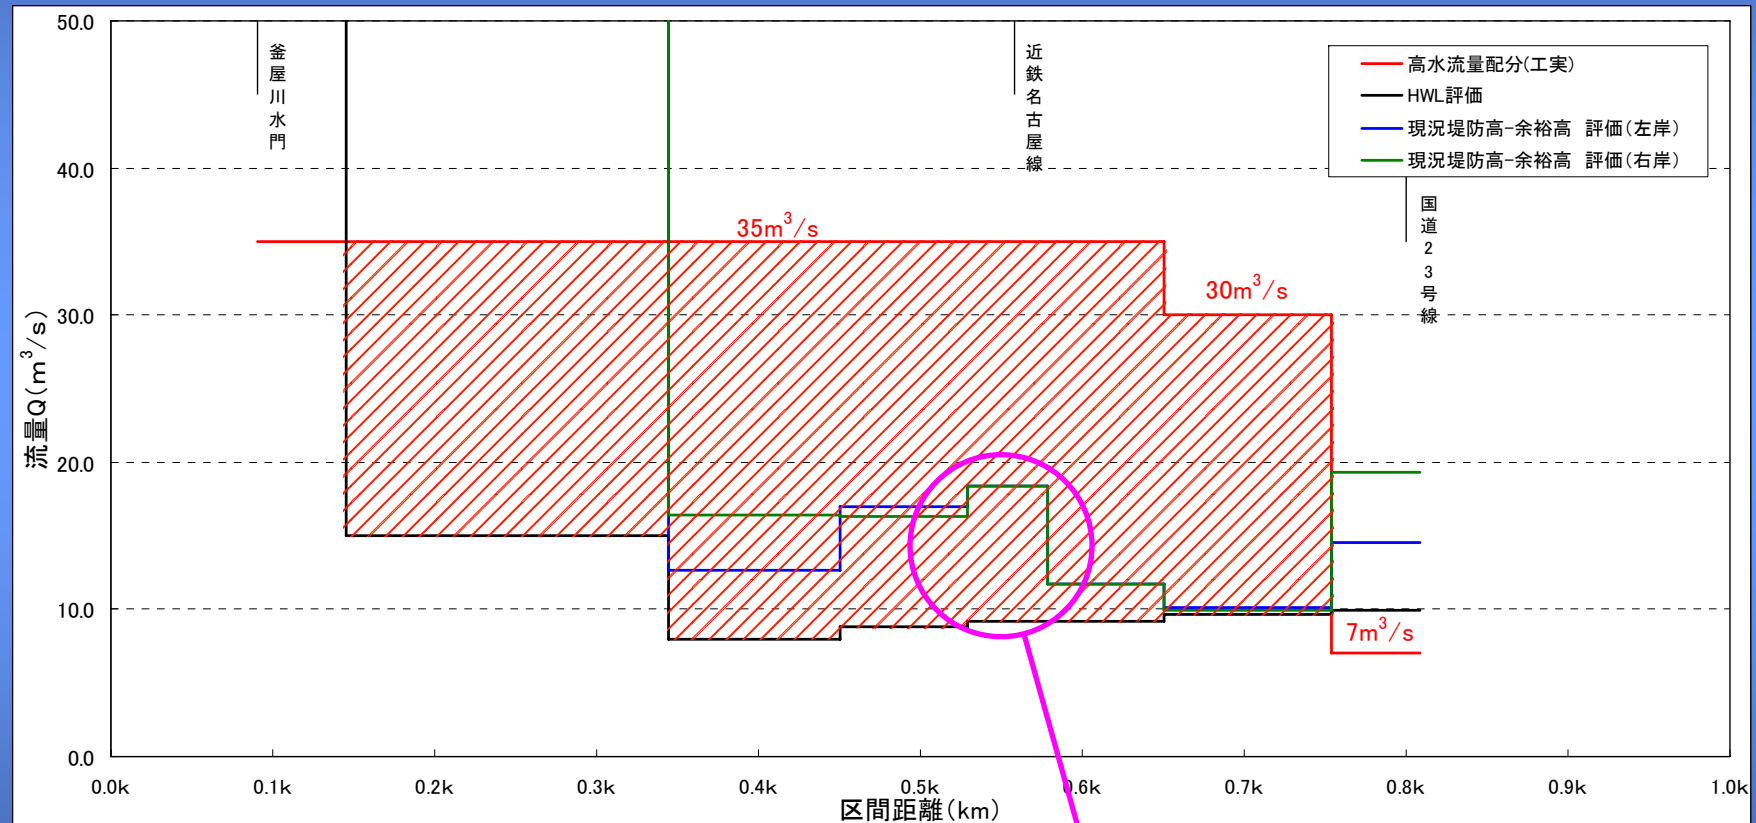 50.0
40.0
30.0
20.0
10.0
0.0
流量Q(m³/s)
釜屋川水門
近鉄名古屋線
国道23号線
高水流量配分(工実)
HWL評価
現況堤防高-余裕高 評価(左岸)
現況堤防高-余裕高 評価(右岸)
35m³/s
30m³/s
7m³/s
0.0k 0.1k 0.2k 0.3k 0.4k 0.5k 0.6k 0.7k 0.8k 0.9k 1.0k
区間距離(km)